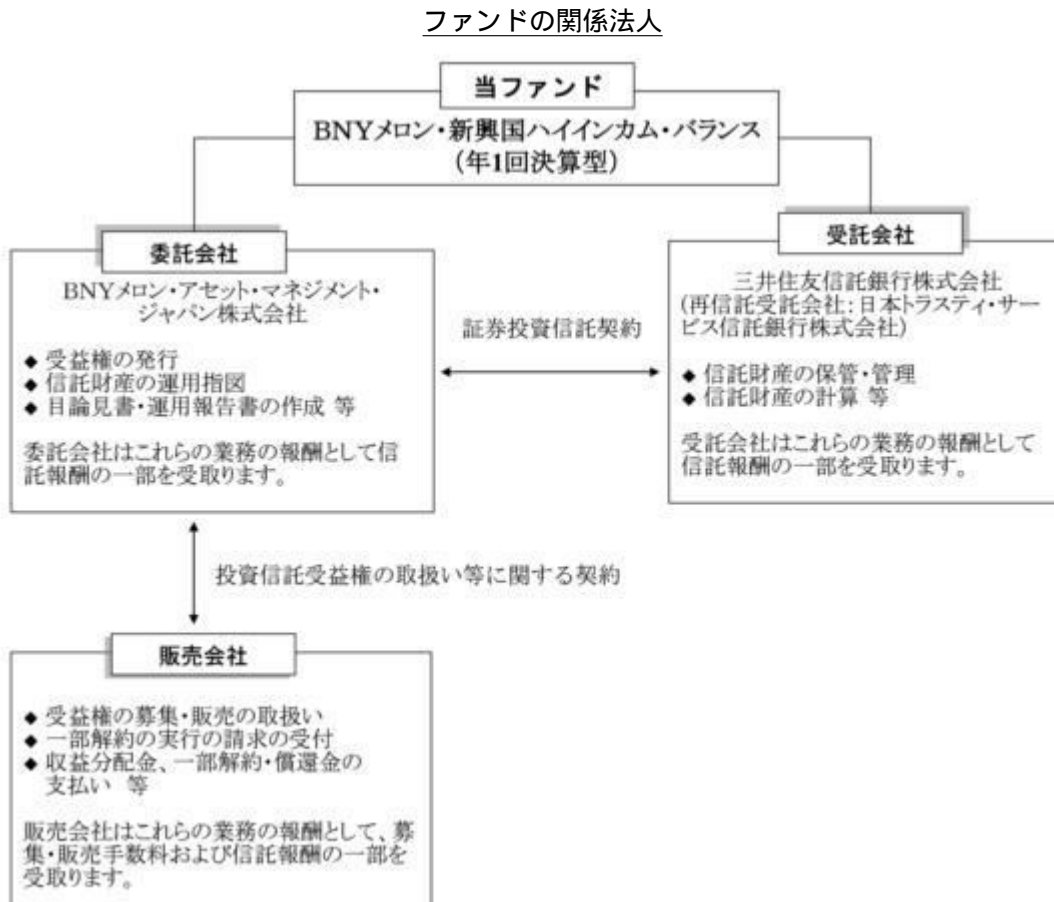 ファンドの関係法人
当ファンド
BNYメロン・新興国ハイインカム・バランス
(年1回決算型)
委託会社
BNYメロン・アセット・マネジメント・
ジャパン株式会社
◆ 受益権の発行
◆ 信託財産の運用指図
◆ 目論見書・運用報告書の作成 等
委託会社はこれらの業務の報酬として信
託報酬の一部を受取ります。
証券投資信託契約
受託会社
三井住友信託銀行株式会社
(再信託受託会社:日本トラスティ・サー
ビス信託銀行株式会社)
◆ 信託財産の保管・管理
◆ 信託財産の計算 等
受託会社はこれらの業務の報酬として
信託報酬の一部を受取ります。
投資信託受益権の取扱い等に関する契約
販売会社
◆ 受益権の募集・販売の取扱い
◆ 一部解約の実行の請求の受付
◆ 収益分配金、一部解約・償還金の
支払い 等
販売会社はこれらの業務の報酬として、募
集・販売手数料および信託報酬の一部を
受取ります。